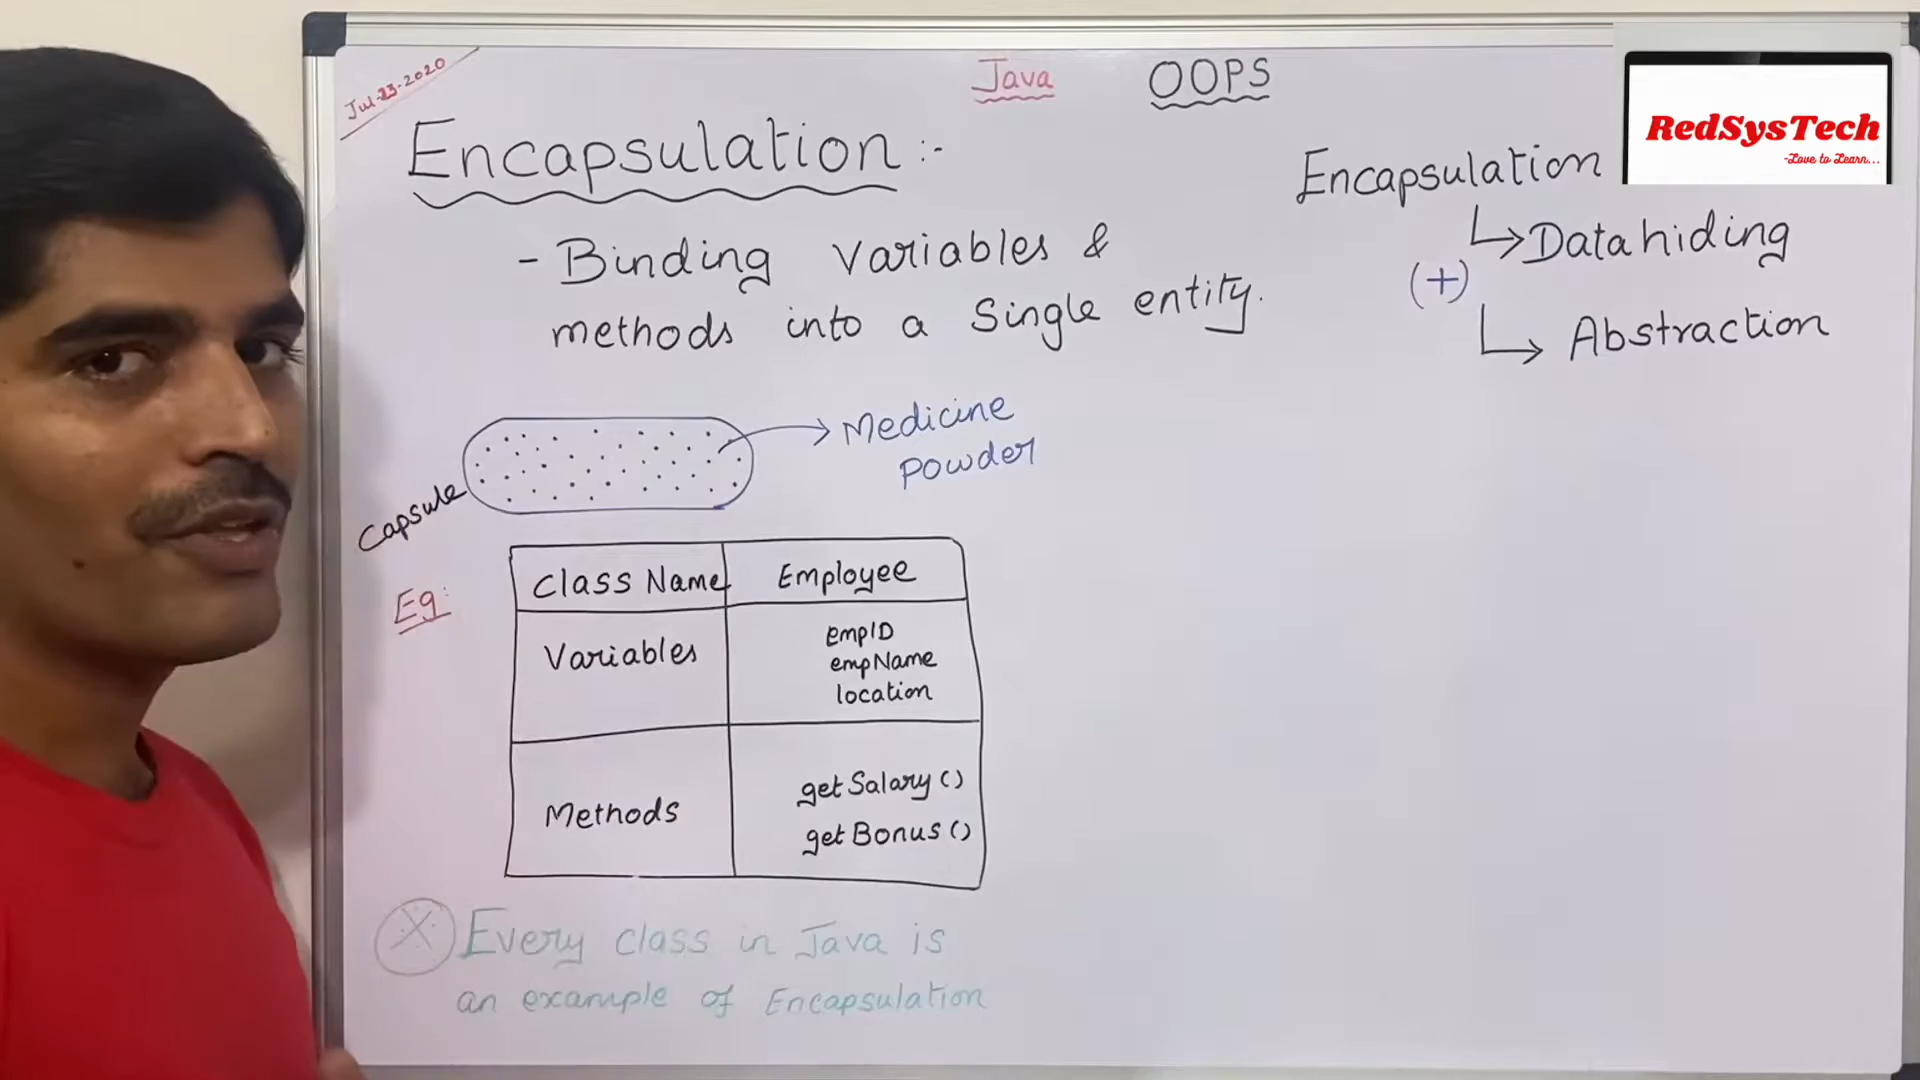 Jul-23-2020
Java OOPS
RedSysTech
-Love to Learn...
Encapsulation :-
- Binding variables &
methods into a Single entity.
Encapsulation
Datahiding
(+)
Abstraction
Medicine
powder
Capsule
Eg:
Class Name Employee
Variables
empID
empName
location
Methods
getSalary()
getBonus()
Every class in Java is
an example of Encapsulation